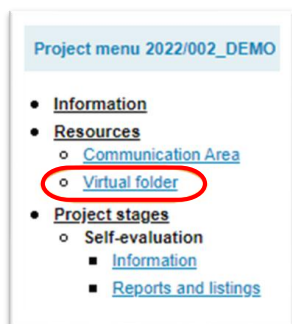 Project menu 2022/002_DEMO
Information
Resources
Communication Area
Virtual folder
Project stages
Self-evaluation
Information
Reports and listings